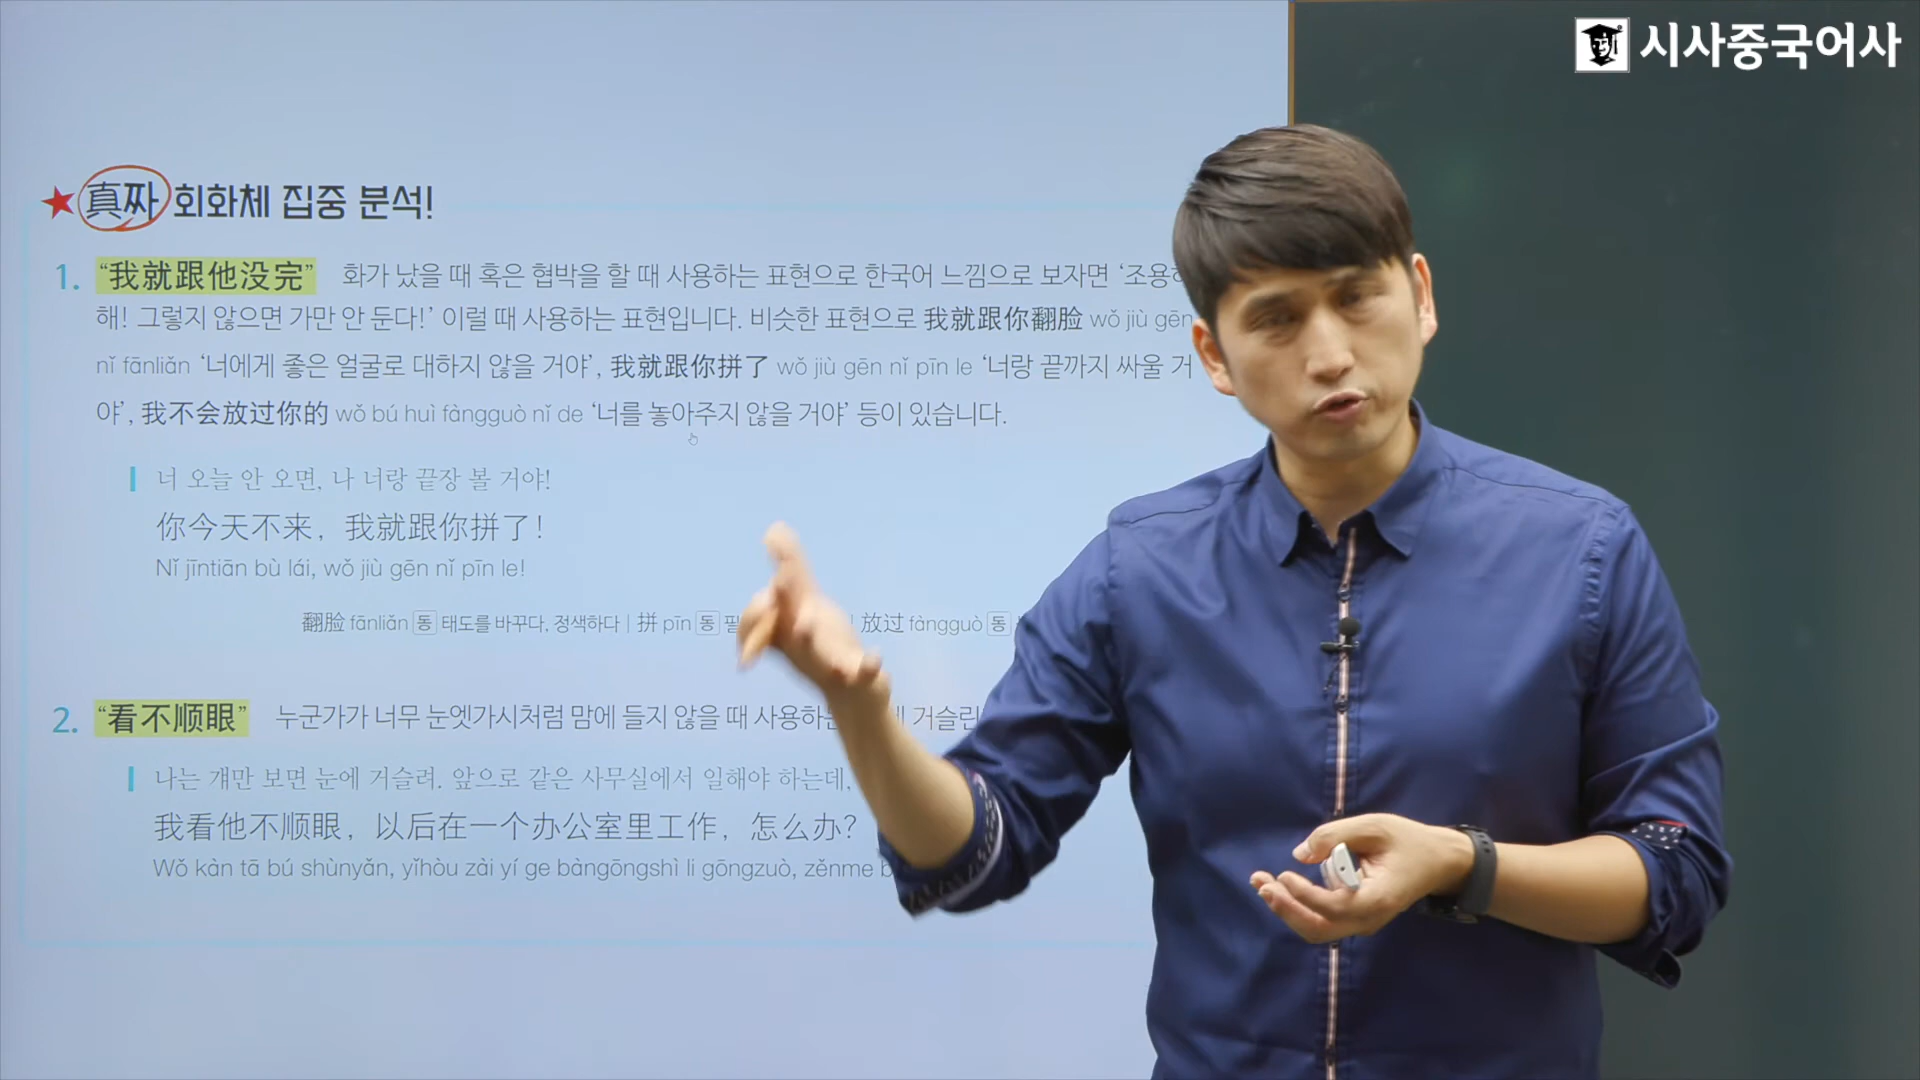 시사중국어사
★ 真짜 회화체 집중 분석!
1. “我就跟他没完” 화가 났을 때 혹은 협박을 할 때 사용하는 표현으로 한국어 느낌으로 보자면 ‘조용히
해! 그렇지 않으면 가만 안 둔다!’ 이럴 때 사용하는 표현입니다. 비슷한 표현으로 我就跟你翻脸 wǒ jiù gēn
nǐ fānliǎn ‘너에게 좋은 얼굴로 대하지 않을 거야’, 我就跟你拼了 wǒ jiù gēn nǐ pīn le ‘너랑 끝까지 싸울 거
야’, 我不会放过你的 wǒ bú huì fàngguò nǐ de ‘너를 놓아주지 않을 거야’ 등이 있습니다.
너 오늘 안 오면, 나 너랑 끝장 볼 거야!
你今天不来，我就跟你拼了！
Nǐ jīntiān bù lái, wǒ jiù gēn nǐ pīn le!
翻脸 fānliǎn 동 태도를 바꾸다, 정색하다 | 拼 pīn 동 | 放过 fàngguò 동
2. “看不顺眼” 누군가가 너무 눈엣가시처럼 맘에 들지 않을 때 사용하는 거슬린
나는 걔만 보면 눈에 거슬려. 앞으로 같은 사무실에서 일해야 하는데,
我看他不顺眼，以后在一个办公室里工作，怎么办？
Wǒ kàn tā bú shùnyǎn, yǐhòu zài yí ge bàngōngshì li gōngzuò, zěnme